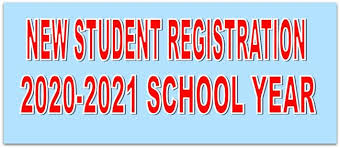 NEW STUDENT REGISTRATION
2020-2021 SCHOOL YEAR